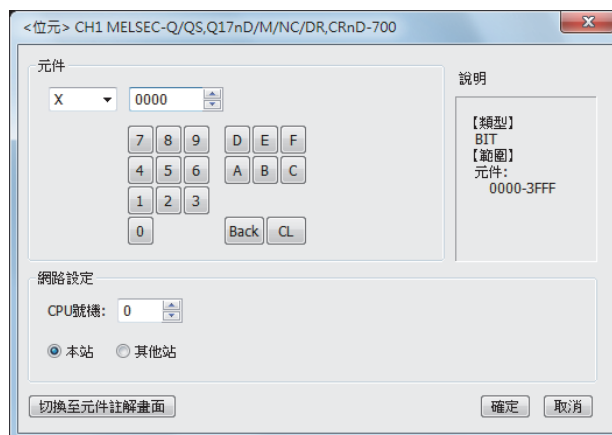 <位元> CH1 MELSEC-Q/QS,Q17nD/M/NC/DR,CRnD-700
元件
X 0000
7 8 9 D E F
4 5 6 A B C
1 2 3
0 Back CL
說明
【類型】
BIT
【範圍】
元件:
0000-3FFF
網路設定
CPU號機: 0
本站 其他站
切換至元件註解畫面 確定 取消